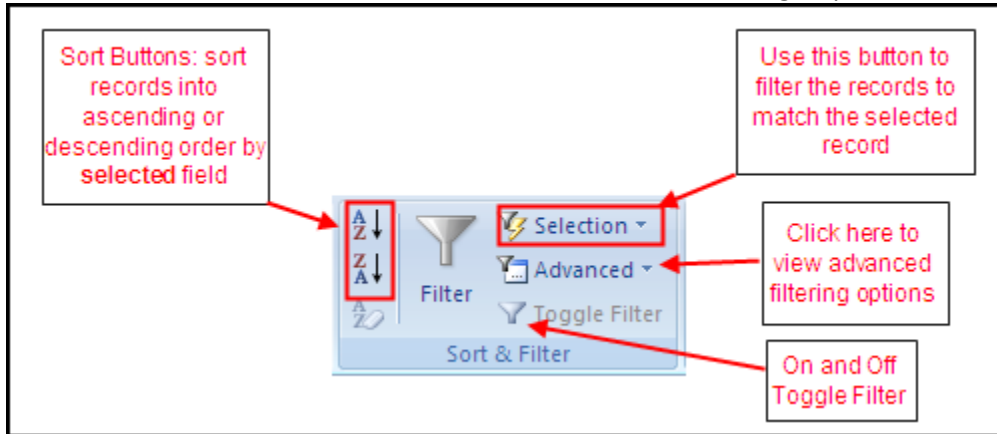 Sort Buttons: sort
records into
ascending or
descending order by
selected field
Use this button to
filter the records to
match the selected
record
A
Z
Z
A
A
Z
Filter
Selection
Advanced
Toggle Filter
Sort & Filter
Click here to
view advanced
filtering options
On and Off
Toggle Filter